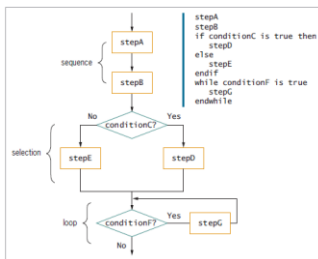 stepA
sequence
stepB
No
conditionC?
Yes
selection
stepE
stepD
loop
conditionF?
Yes
stepG
No
stepA
stepB
if conditionC is true then
stepD
else
stepE
endif
while conditionF is true
stepG
endwhile